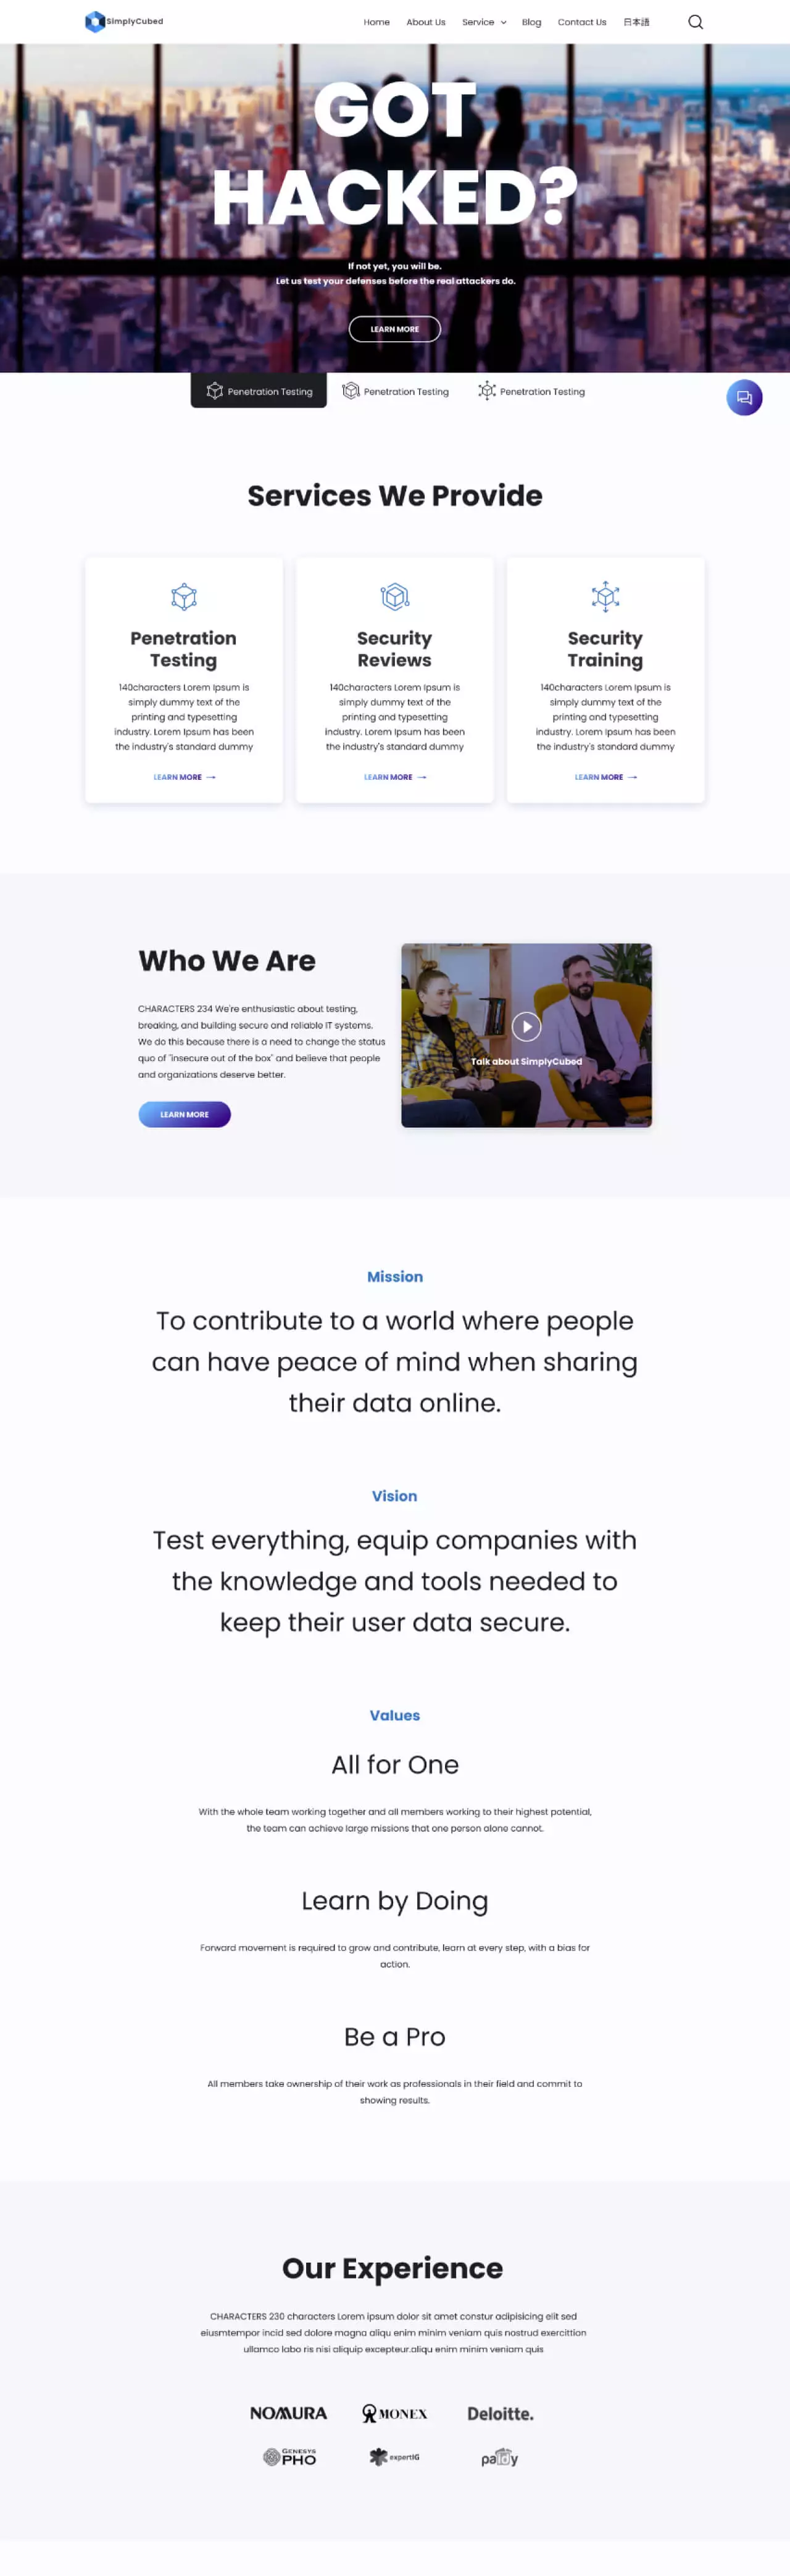 SimplyCubed
Home About Us Service Blog Contact Us 日本語
GOT
HACKED?
If not yet, you will be.
Let us test your defenses before the real attackers do.
LEARN MORE
Penetration Testing Penetration Testing Penetration Testing
Services We Provide
Penetration
Testing
140characters Lorem Ipsum is
simply dummy text of the
printing and typesetting
industry. Lorem Ipsum has been
the industry's standard dummy
LEARN MORE →
Security
Reviews
140characters Lorem Ipsum is
simply dummy text of the
printing and typesetting
industry. Lorem Ipsum has been
the industry's standard dummy
LEARN MORE →
Security
Training
140characters Lorem Ipsum is
simply dummy text of the
printing and typesetting
industry. Lorem Ipsum has been
the industry's standard dummy
LEARN MORE →
Who We Are
CHARACTERS 234 We're enthusiastic about testing,
breaking, and building secure and reliable IT systems.
We do this because there is a need to change the status
quo of "insecure out of the box" and believe that people
and organizations deserve better.
LEARN MORE
Talk about SimplyCubed
Mission
To contribute to a world where people
can have peace of mind when sharing
their data online.
Vision
Test everything, equip companies with
the knowledge and tools needed to
keep their user data secure.
Values
All for One
With the whole team working together and all members working to their highest potential,
the team can achieve large missions that one person alone cannot.
Learn by Doing
Forward movement is required to grow and contribute, learn at every step, with a bias for
action.
Be a Pro
All members take ownership of their work as professionals in their field and commit to
showing results.
Our Experience
CHARACTERS 230 characters Lorem ipsum dolor sit amet constur adipisicing elit sed
eiusmtempor incid sed dolore magna aliqu enim minim veniam quis nostrud exercittion
ullamco labo ris nisi aliquip excepteur.aliqu enim minim veniam quis
NOMURA MONEX Deloitte.
GENESYS
PHO
expertIG